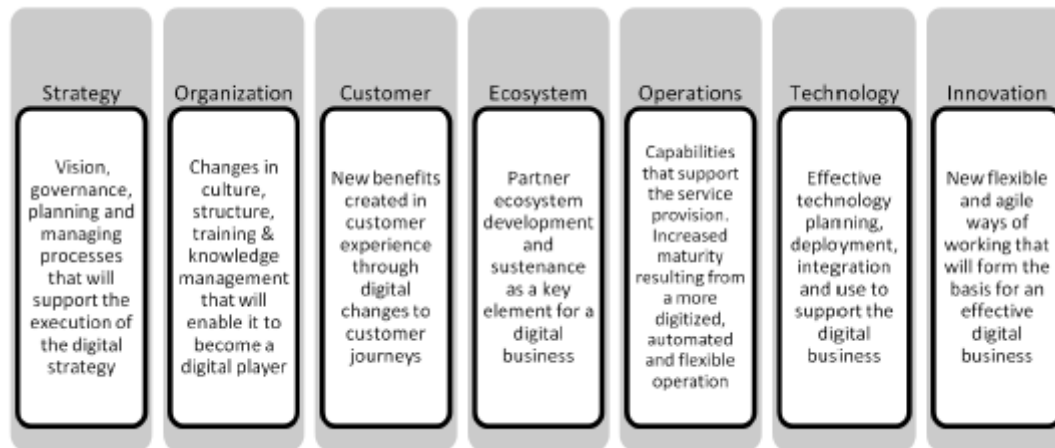 Strategy
Vision,
governance,
planning and
managing
processes
that will
support the
execution of
the digital
strategy
Organization
Changes in
culture,
structure,
training &
knowledge
management
that will
enable it to
become a
digital player
Customer
New benefits
created in
customer
experience
through
digital
changes to
customer
journeys
Ecosystem
Partner
ecosystem
development
and
sustenance
as a key
element for a
digital
business
Operations
Capabilities
that support
the service
provision.
Increased
maturity
resulting from
a more
digitized,
automated
and flexible
operation
Technology
Effective
technology
planning,
deployment,
integration
and use to
support the
digital
business
Innovation
New flexible
and agile
ways of
working that
will form the
basis for an
effective
digital
business